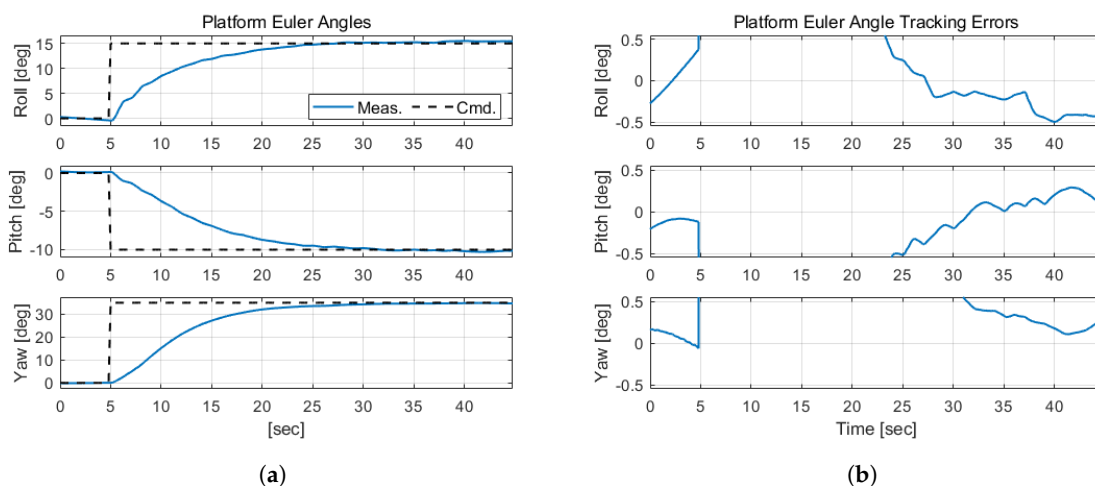 Platform Euler Angles
Roll [deg]
15
10
5
0
Meas.
Cmd.
0 5 10 15 20 25 30 35 40
Pitch [deg]
0
-5
-10
0 5 10 15 20 25 30 35 40
Yaw [deg]
30
20
10
0
0 5 10 15 20 25 30 35 40
[sec]
(a)
Platform Euler Angle Tracking Errors
Roll [deg]
0.5
0
-0.5
0 5 10 15 20 25 30 35 40
Pitch [deg]
0.5
0
-0.5
0 5 10 15 20 25 30 35 40
Yaw [deg]
0.5
0
-0.5
0 5 10 15 20 25 30 35 40
Time [sec]
(b)